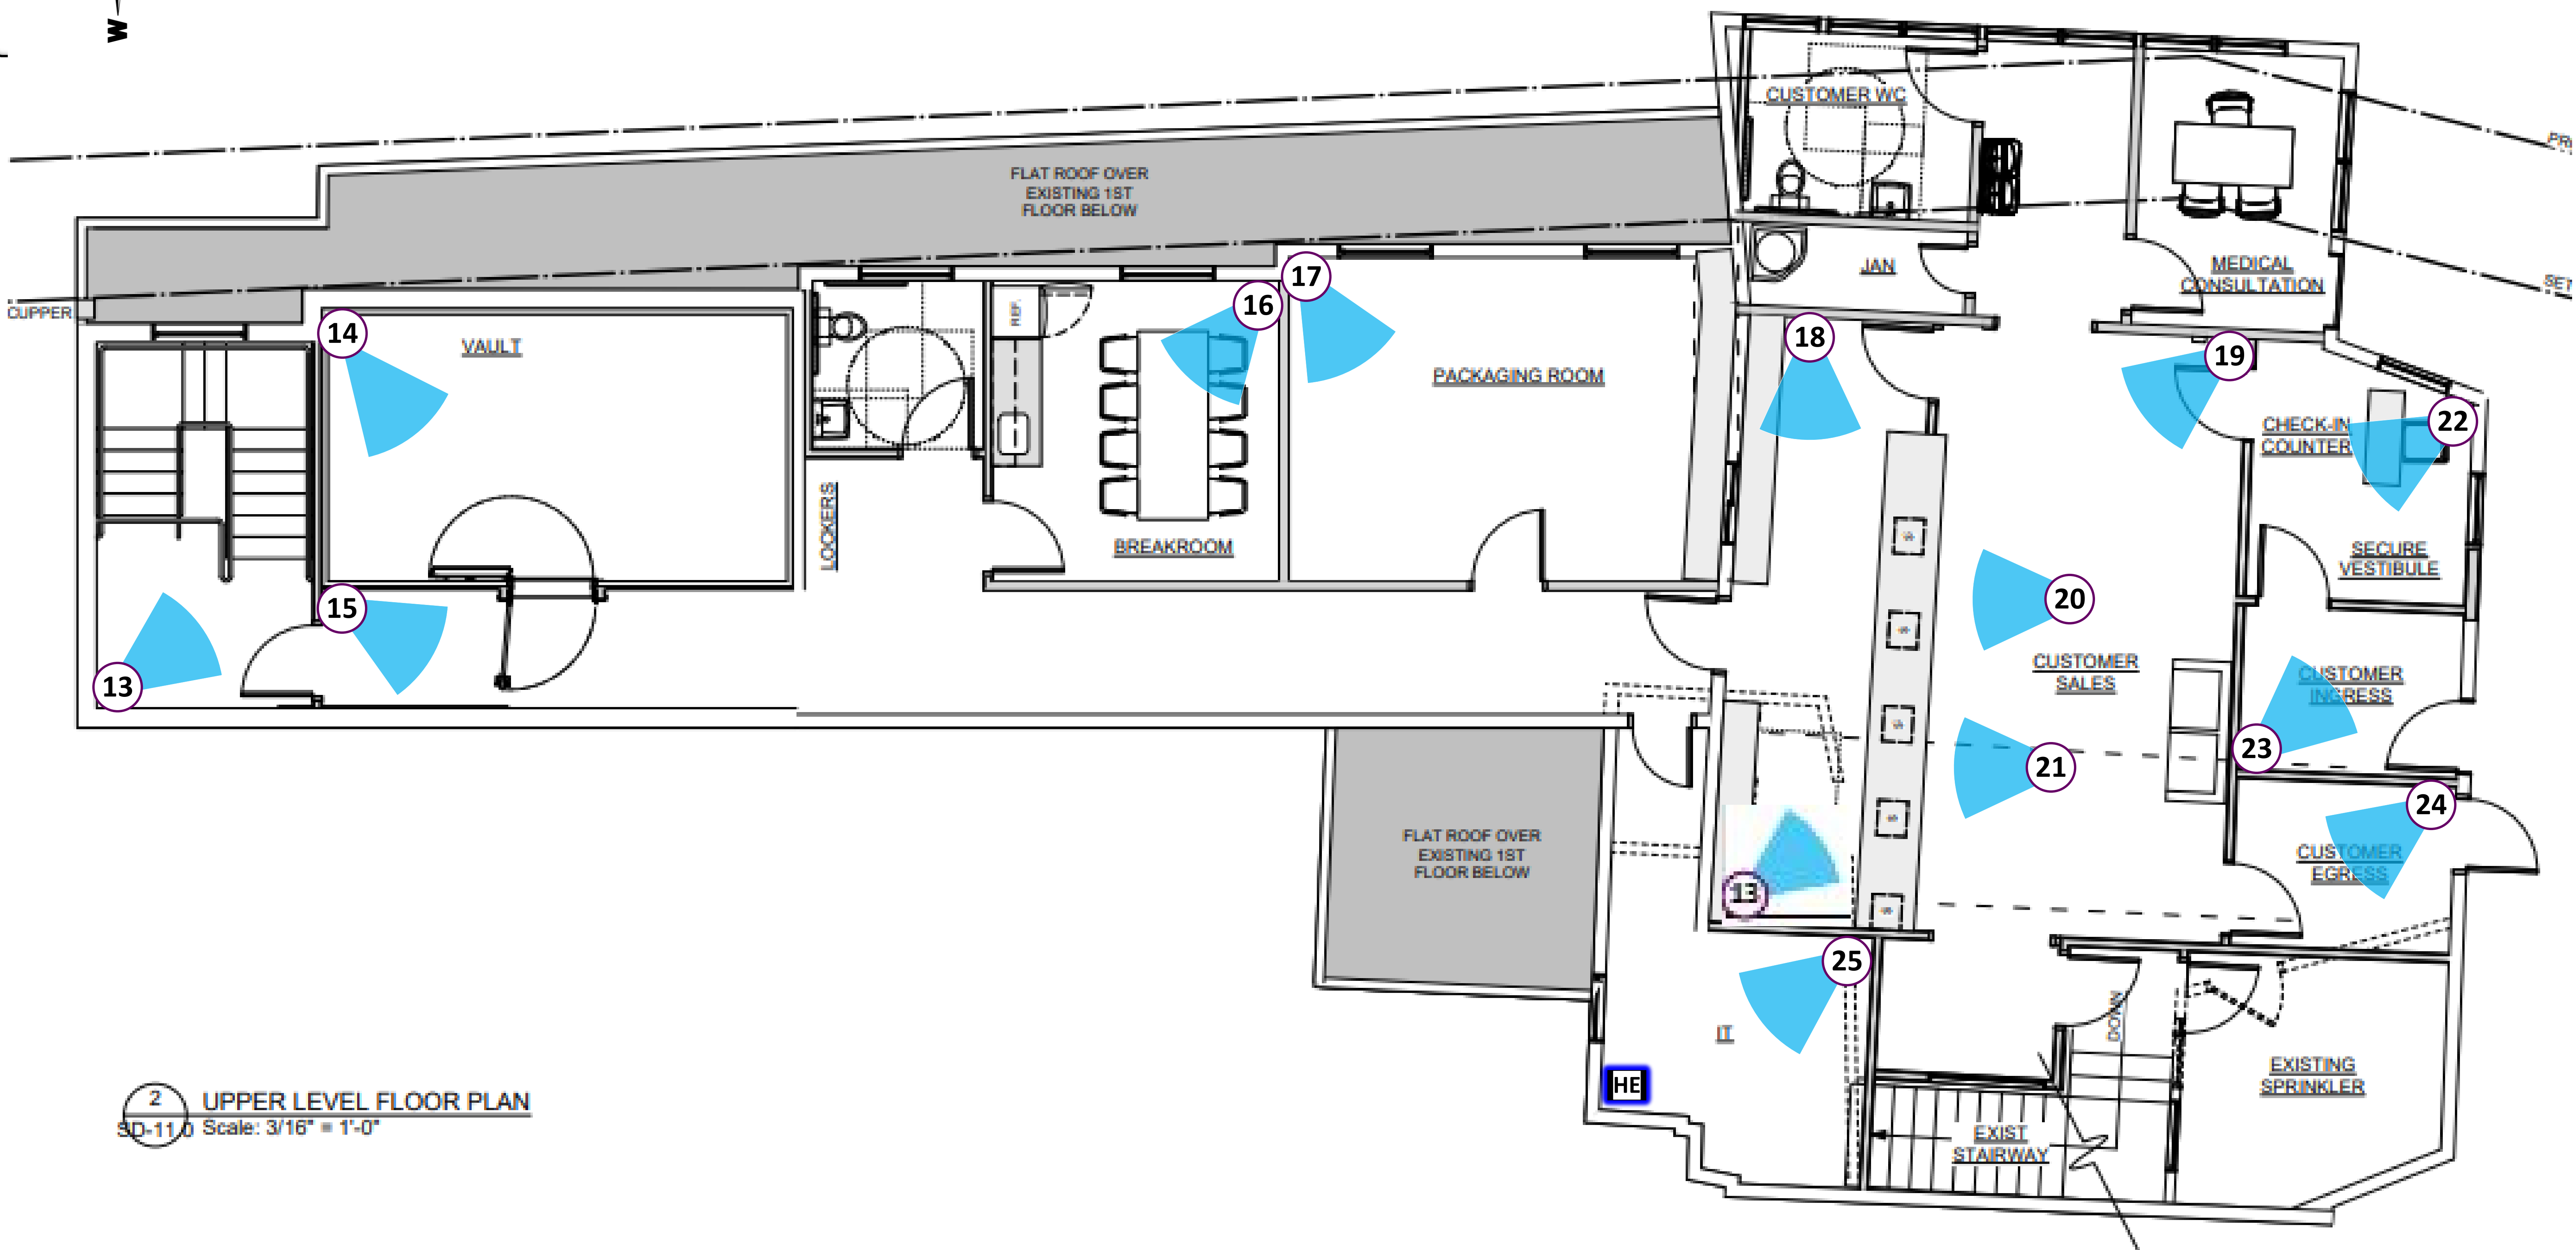 W
CUSTOMER WC
PR
FLAT ROOF OVER
EXISTING 1ST
FLOOR BELOW
JAN
MEDICAL
CONSULTATION
SET
CUPPER
17
16
14
VAULT
REF.
18
19
PACKAGING ROOM
22
CHECK-IN
COUNTER
LOCKERS
BREAKROOM
SECURE
VESTIBULE
15
20
13
CUSTOMER
SALES
CUSTOMER
INGRESS
23
21
24
FLAT ROOF OVER
EXISTING 1ST
FLOOR BELOW
CUSTOMER
EGRESS
13
25
IT
DOWN
HE
EXISTING
SPRINKLER
2
UPPER LEVEL FLOOR PLAN
SD-11.0
Scale: 3/16" = 1'-0"
EXIST
STAIRWAY